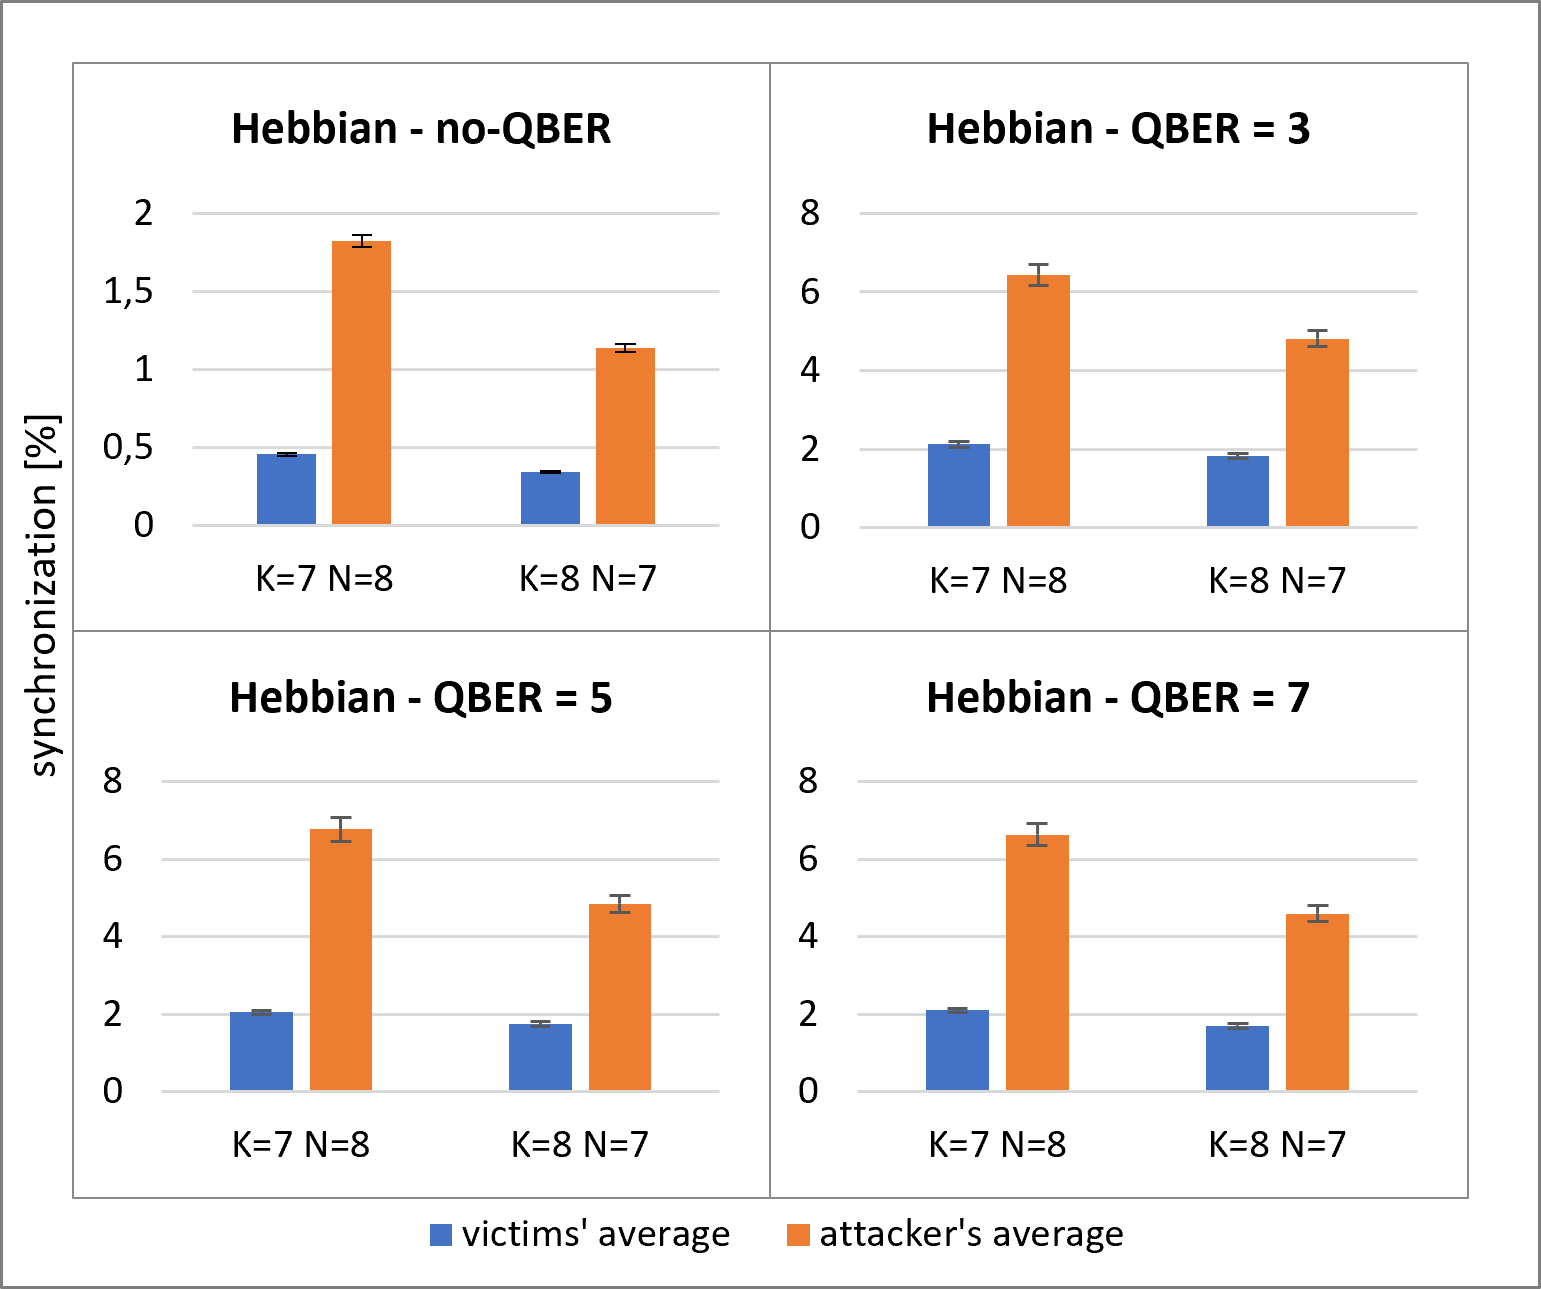 synchronization [%]
Hebbian - no-QBER
2
1,5
1
0,5
0
K=7 N=8
K=8 N=7
Hebbian - QBER = 3
8
6
4
2
0
K=7 N=8
K=8 N=7
Hebbian - QBER = 5
8
6
4
2
0
K=7 N=8
K=8 N=7
Hebbian - QBER = 7
8
6
4
2
0
K=7 N=8
K=8 N=7
victims' average
attacker's average